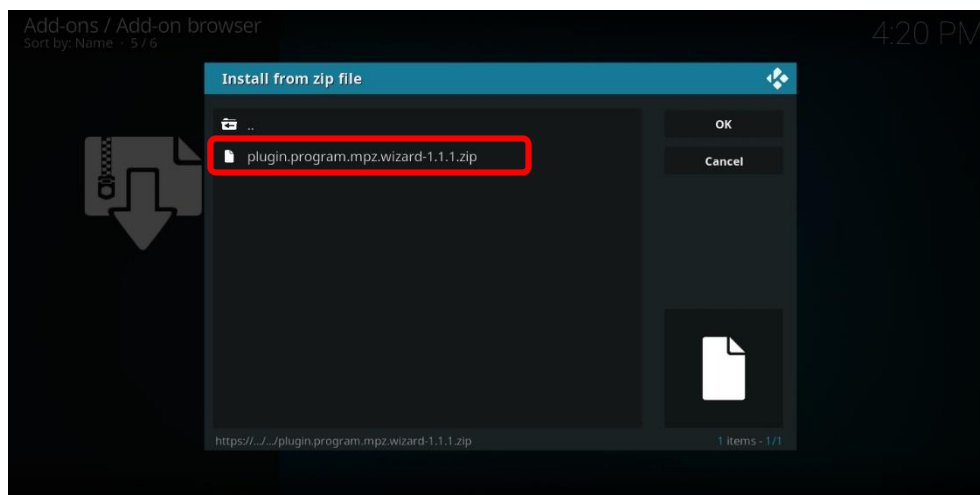 Add-ons / Add-on browser
Sort by: Name · 5 / 6
4:20 PM
Install from zip file
..
OK
plugin.program.mpz.wizard-1.1.1.zip
Cancel
https://.../.../plugin.program.mpz.wizard-1.1.1.zip
1 items - 1/1